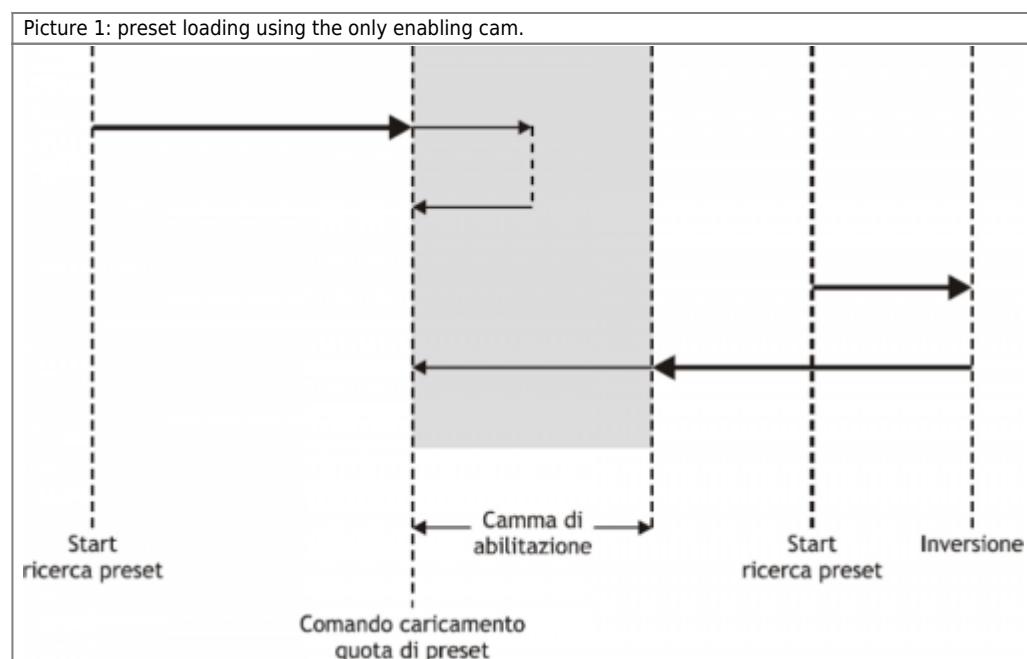 Picture 1: preset loading using the only enabling cam.
Camma di
abilitazione
Start
ricerca preset
Start
ricerca preset
Inversione
Comando caricamento
quota di preset